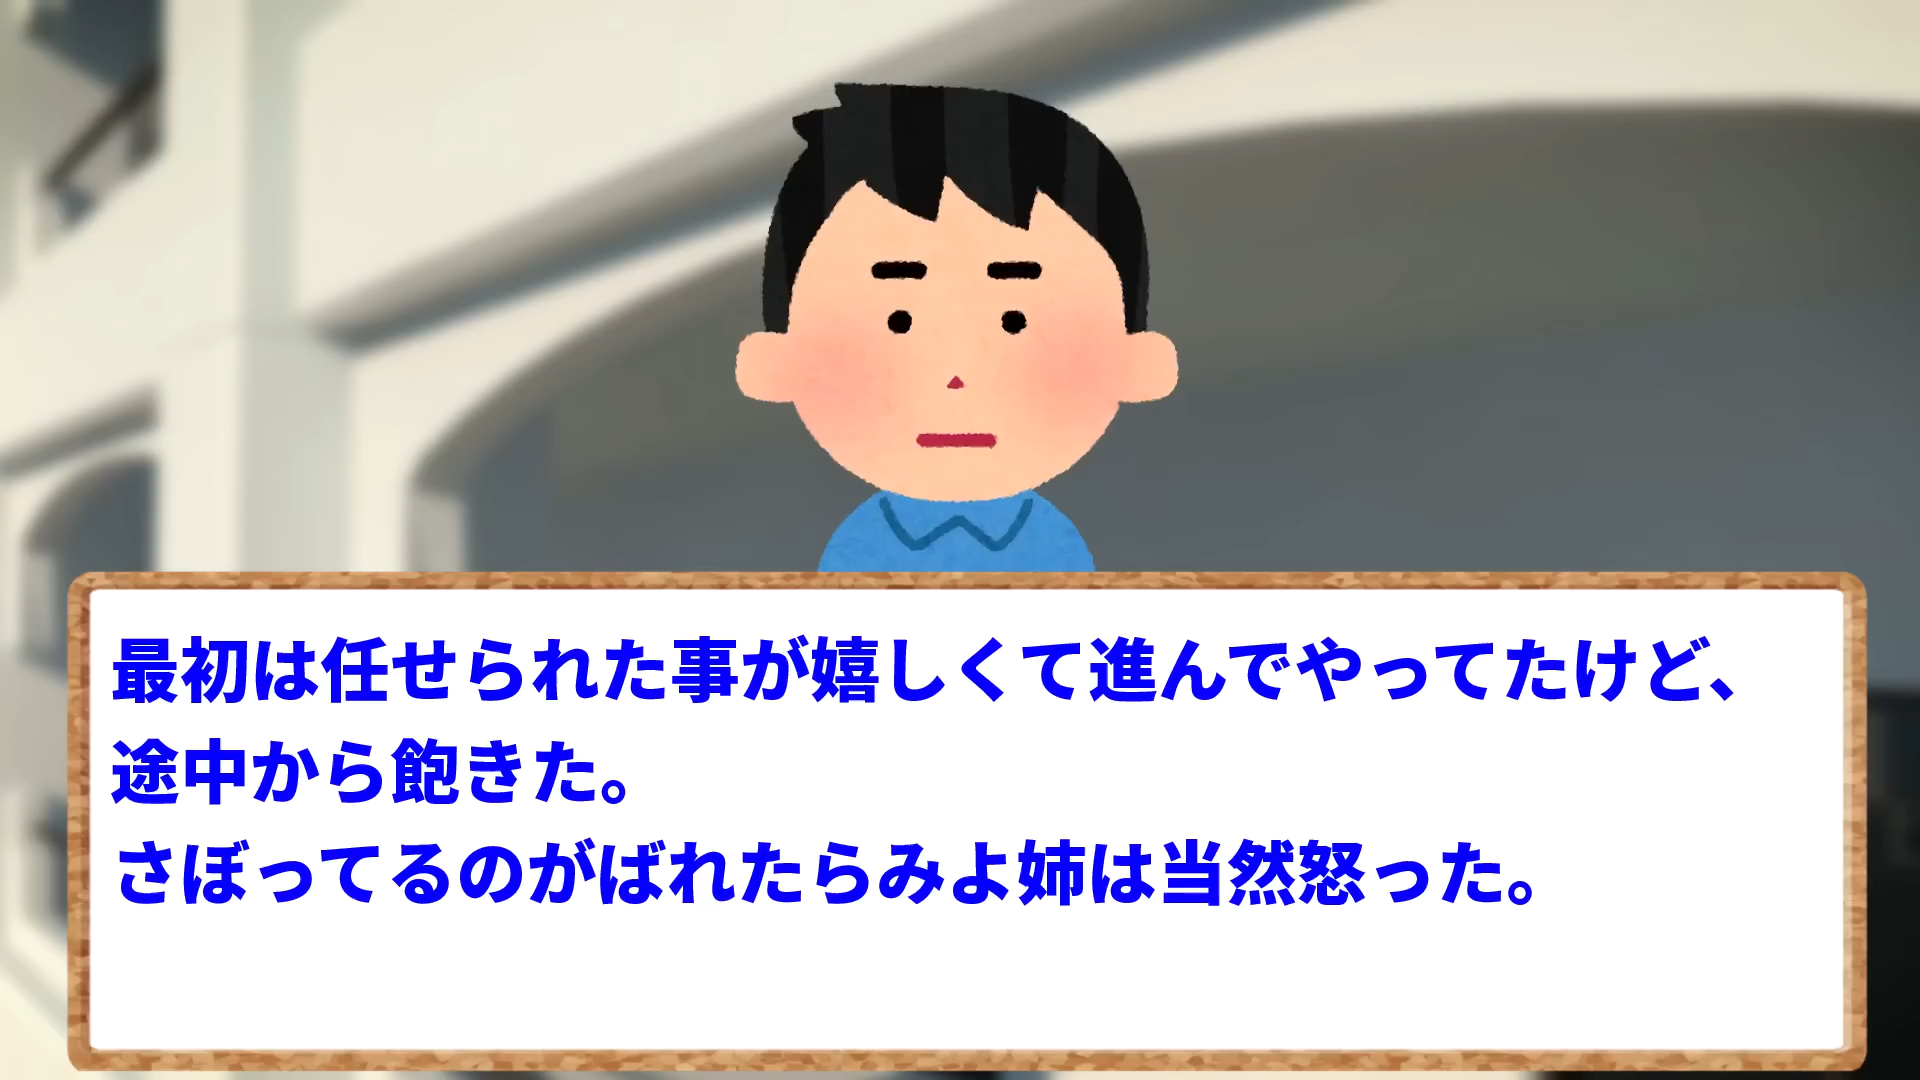 最初は任せられた事が嬉しくて進んでやってたけど、
途中から飽きた。
さぼってるのがばれたらみよ姉は当然怒った。